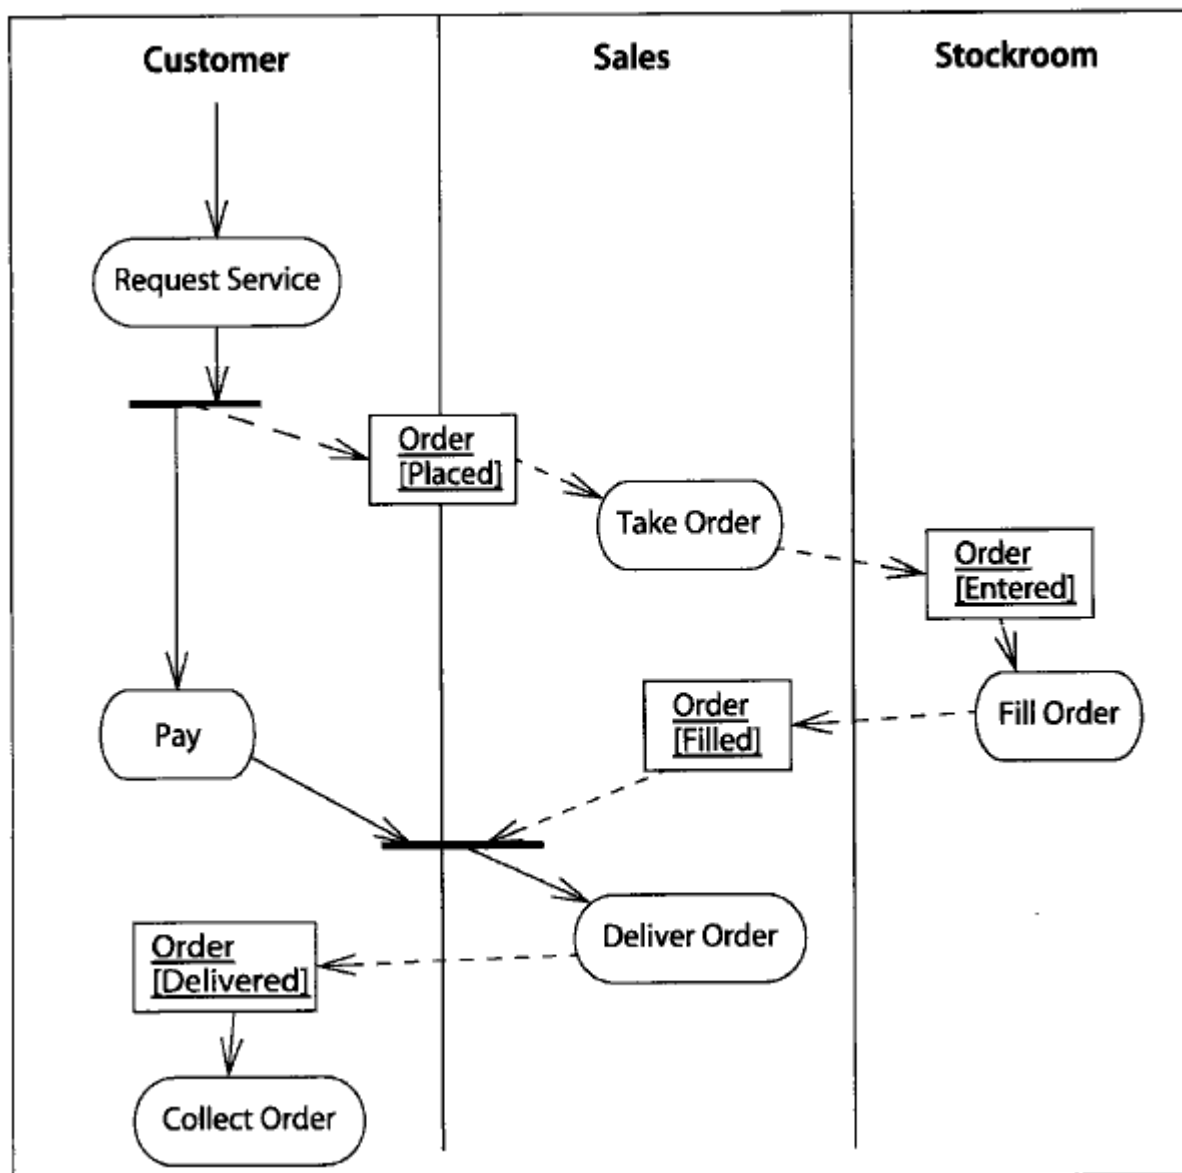 Customer
Sales
Stockroom
Request Service
Order
[Placed]
Take Order
Order
[Entered]
Order
[Filled]
Fill Order
Pay
Deliver Order
Order
[Delivered]
Collect Order